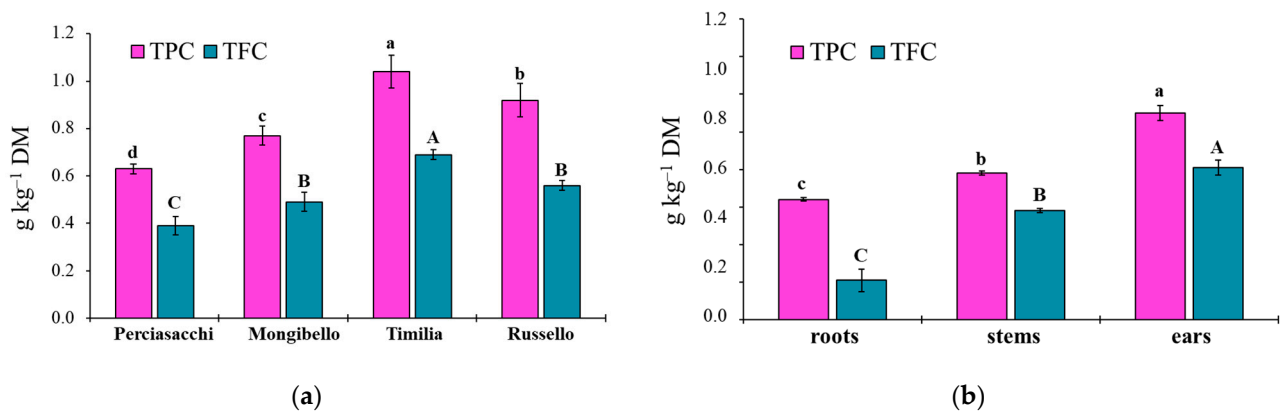 1.2
1.0
0.8
0.6
0.4
0.2
0.0
g kg⁻¹ DM
TPC TFC
d
C
c
B
a
A
b
B
Perciasacchi Mongibello Timilia Russello
(a)
1.2
1.0
0.8
0.6
0.4
0.2
0.0
g kg⁻¹ DM
TPC TFC
c
C
b
B
a
A
roots stems ears
(b)